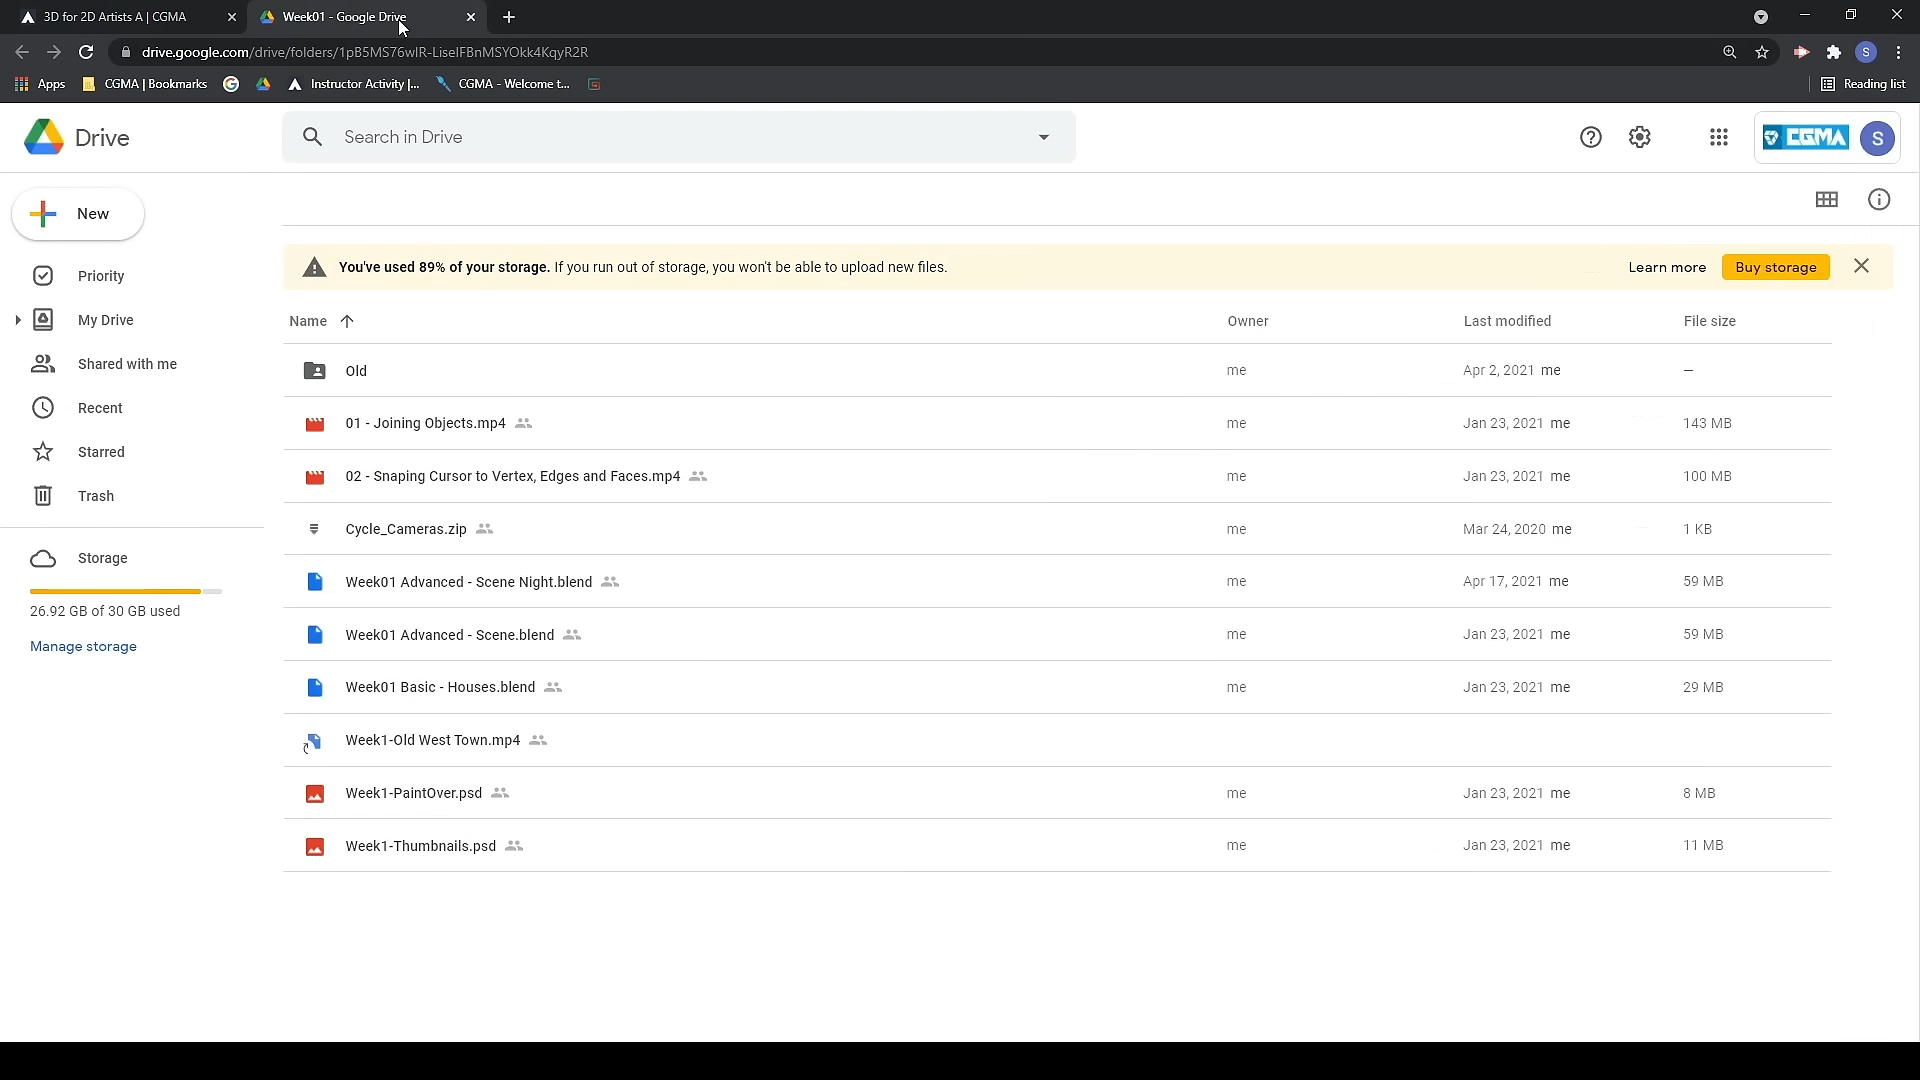 3D for 2D Artists A | CGMA
Week01 - Google Drive
drive.google.com/drive/folders/1pB5MS76wIR-LiselFBnMSYOkk4KqyR2R
S
Apps
CGMA | Bookmarks
Instructor Activity |...
CGMA - Welcome t...
Reading list
Drive
Search in Drive
CGMA
S
New
You've used 89% of your storage. If you run out of storage, you won't be able to upload new files.
Learn more
Buy storage
Priority
My Drive
Shared with me
Recent
Starred
Trash
Storage
26.92 GB of 30 GB used
Manage storage
Name Owner Last modified File size
Old me Apr 2, 2021 me —
01 - Joining Objects.mp4 me Jan 23, 2021 me 143 MB
02 - Snaping Cursor to Vertex, Edges and Faces.mp4 me Jan 23, 2021 me 100 MB
Cycle_Cameras.zip me Mar 24, 2020 me 1 KB
Week01 Advanced - Scene Night.blend me Apr 17, 2021 me 59 MB
Week01 Advanced - Scene.blend me Jan 23, 2021 me 59 MB
Week01 Basic - Houses.blend me Jan 23, 2021 me 29 MB
Week1-Old West Town.mp4
Week1-PaintOver.psd me Jan 23, 2021 me 8 MB
Week1-Thumbnails.psd me Jan 23, 2021 me 11 MB